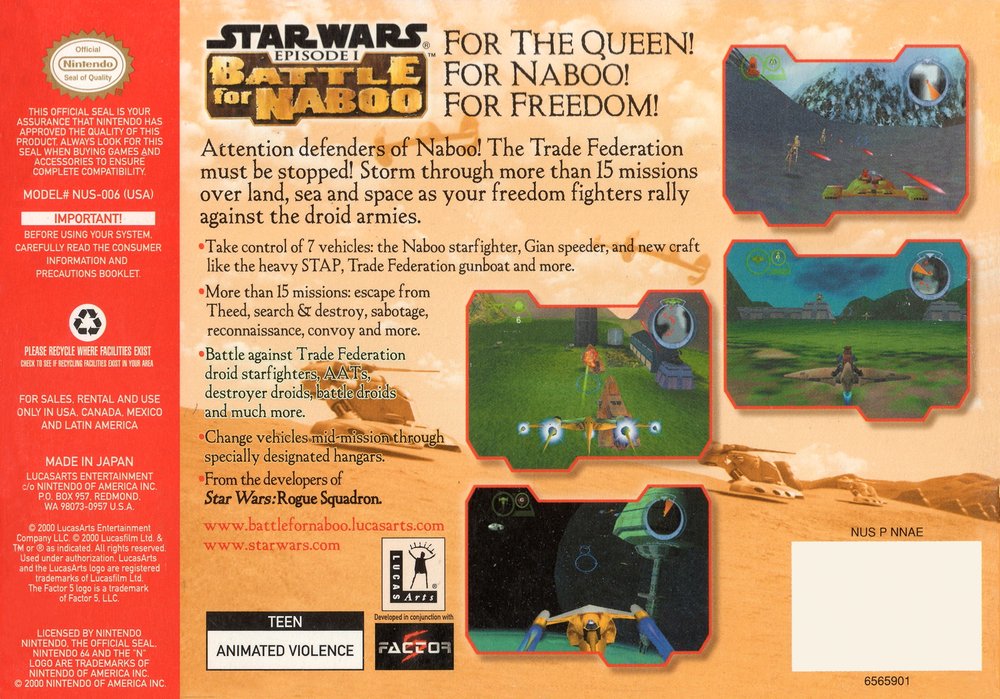 Official
Nintendo
Seal of Quality
THIS OFFICIAL SEAL IS YOUR
ASSURANCE THAT NINTENDO HAS
APPROVED THE QUALITY OF THIS
PRODUCT. ALWAYS LOOK FOR THIS
SEAL WHEN BUYING GAMES AND
ACCESSORIES TO ENSURE
COMPLETE COMPATIBILITY.
MODEL# NUS-006 (USA)
IMPORTANT!
BEFORE USING YOUR SYSTEM,
CAREFULLY READ THE CONSUMER
INFORMATION AND
PRECAUTIONS BOOKLET.
PLEASE RECYCLE WHERE FACILITIES EXIST
CHECK TO SEE IF RECYCLING FACILITIES EXIST IN YOUR AREA
FOR SALES, RENTAL AND USE
ONLY IN USA, CANADA, MEXICO
AND LATIN AMERICA
MADE IN JAPAN
LUCASARTS ENTERTAINMENT
c/o NINTENDO OF AMERICA INC.
P.O. BOX 957, REDMOND,
WA 98073-0957 U.S.A.
© 2000 LucasArts Entertainment
Company LLC. © 2000 Lucasfilm Ltd. &
TM or ® as indicated. All rights reserved.
Used under authorization. LucasArts
and the LucasArts logo are registered
trademarks of Lucasfilm Ltd.
The Factor 5 logo is a trademark
of Factor 5, LLC.
LICENSED BY NINTENDO
NINTENDO, THE OFFICIAL SEAL,
NINTENDO 64 AND THE "N"
LOGO ARE TRADEMARKS OF
NINTENDO OF AMERICA INC.
© 2000 NINTENDO OF AMERICA INC.
STAR WARS®
EPISODE I™
BATTLE
for NABOO
FOR THE QUEEN!
FOR NABOO!
FOR FREEDOM!
Attention defenders of Naboo! The Trade Federation
must be stopped! Storm through more than 15 missions
over land, sea and space as your freedom fighters rally
against the droid armies.
•Take control of 7 vehicles: the Naboo starfighter, Gian speeder, and new craft
like the heavy STAP, Trade Federation gunboat and more.
•More than 15 missions: escape from
Theed, search & destroy, sabotage,
reconnaissance, convoy and more.
•Battle against Trade Federation
droid starfighters, AATs,
destroyer droids, battle droids
and much more.
•Change vehicles mid-mission through
specially designated hangars.
•From the developers of
Star Wars: Rogue Squadron.
www.battlefornaboo.lucasarts.com
www.starwars.com
LUCAS
Arts
®
TEEN
ANIMATED VIOLENCE
Developed in conjunction with
FACTOR 5
6
NUS P NNAE
6565901